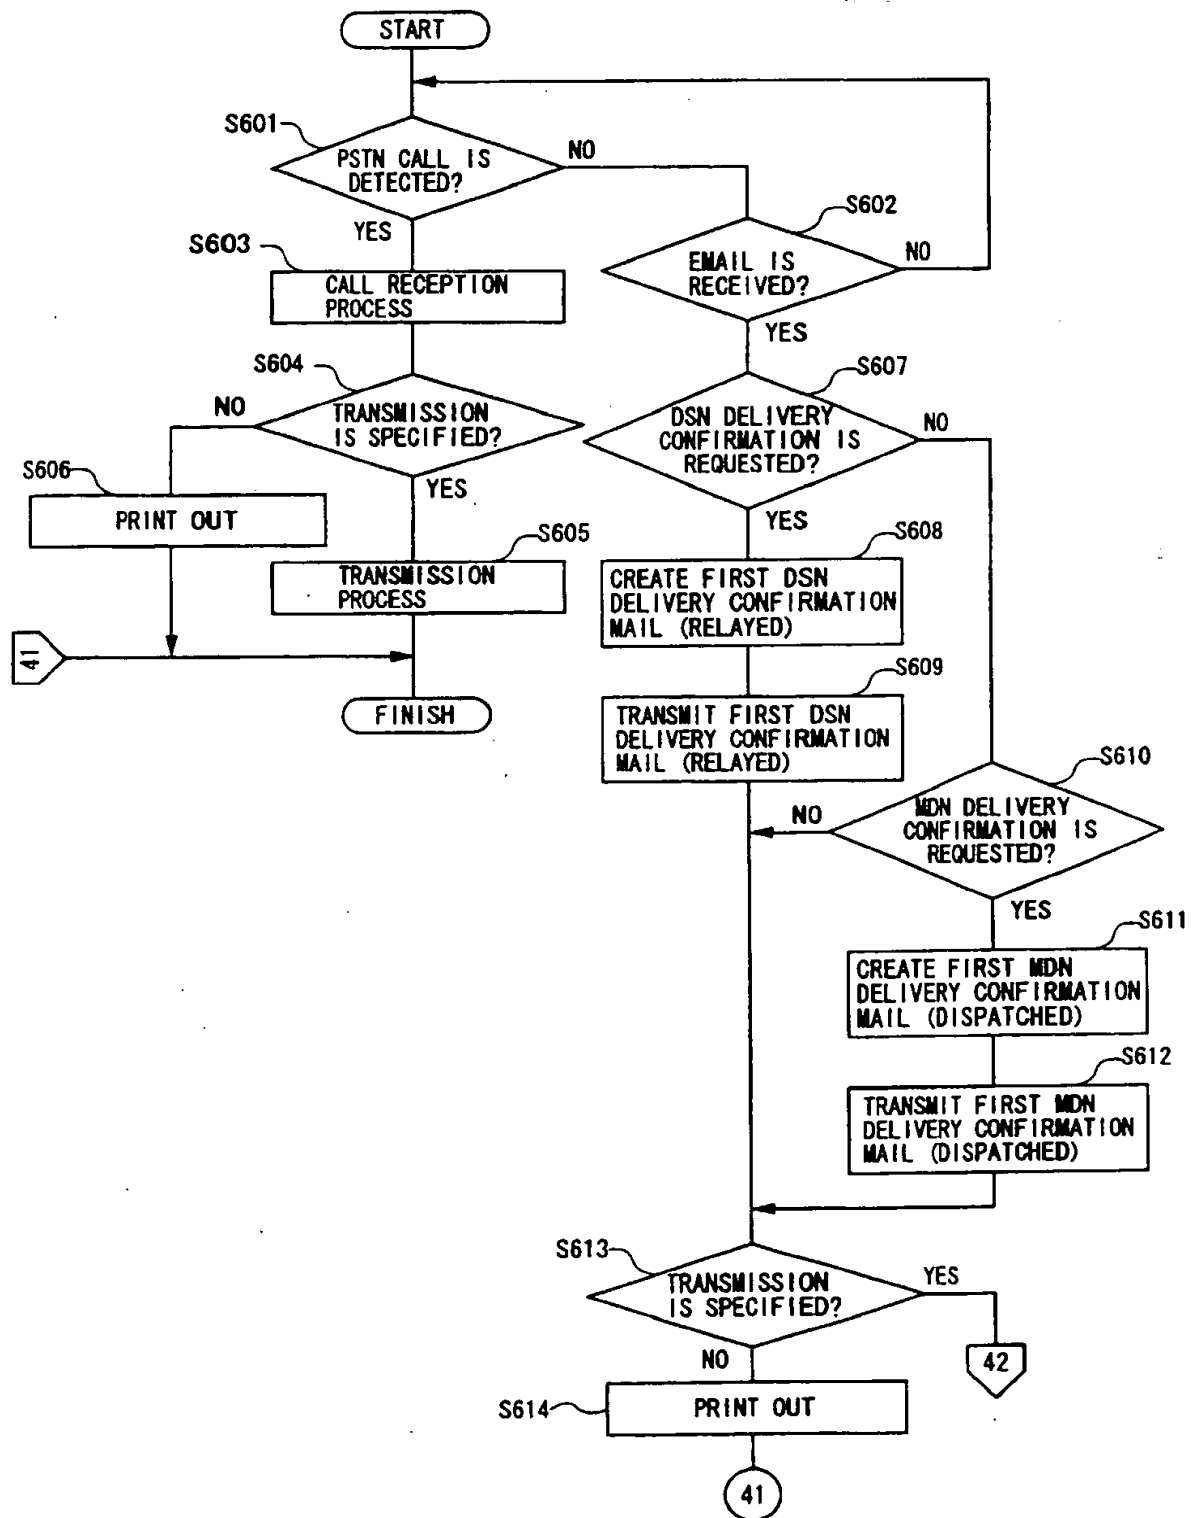 START
S601
PSTN CALL IS
DETECTED?
NO
YES
S602
EMAIL IS
RECEIVED?
NO
YES
S603
CALL RECEPTION
PROCESS
S604
TRANSMISSION
IS SPECIFIED?
NO
YES
S607
DSN DELIVERY
CONFIRMATION IS
REQUESTED?
NO
YES
S606
PRINT OUT
S605
TRANSMISSION
PROCESS
S608
CREATE FIRST DSN
DELIVERY CONFIRMATION
MAIL (RELAYED)
41
FINISH
S609
TRANSMIT FIRST DSN
DELIVERY CONFIRMATION
MAIL (RELAYED)
S610
MDN DELIVERY
CONFIRMATION IS
REQUESTED?
NO
YES
S611
CREATE FIRST MDN
DELIVERY CONFIRMATION
MAIL (DISPATCHED)
S612
TRANSMIT FIRST MDN
DELIVERY CONFIRMATION
MAIL (DISPATCHED)
S613
TRANSMISSION
IS SPECIFIED?
YES
NO
42
S614
PRINT OUT
41